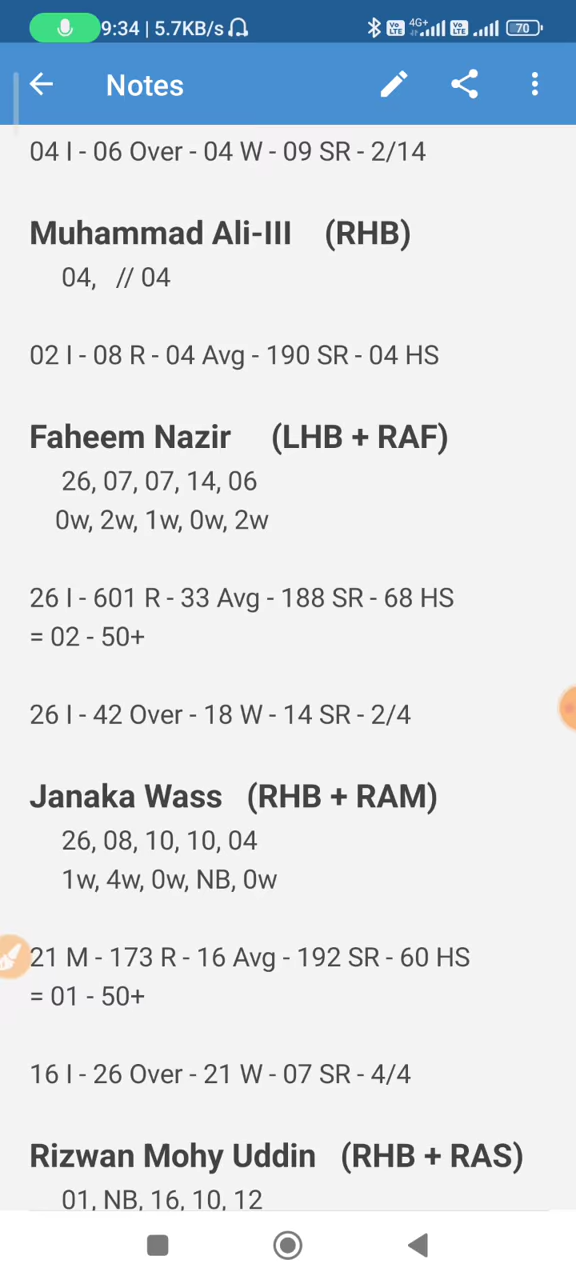 9:34 | 5.7KB/s 4G+ Vo LTE Vo LTE 70
Notes
04 I - 06 Over - 04 W - 09 SR - 2/14
Muhammad Ali-III (RHB)
04, // 04
02 I - 08 R - 04 Avg - 190 SR - 04 HS
Faheem Nazir (LHB + RAF)
26, 07, 07, 14, 06
0w, 2w, 1w, 0w, 2w
26 I - 601 R - 33 Avg - 188 SR - 68 HS
= 02 - 50+
26 I - 42 Over - 18 W - 14 SR - 2/4
Janaka Wass (RHB + RAM)
26, 08, 10, 10, 04
1w, 4w, 0w, NB, 0w
21 M - 173 R - 16 Avg - 192 SR - 60 HS
= 01 - 50+
16 I - 26 Over - 21 W - 07 SR - 4/4
Rizwan Mohy Uddin (RHB + RAS)
01, NB, 16, 10, 12